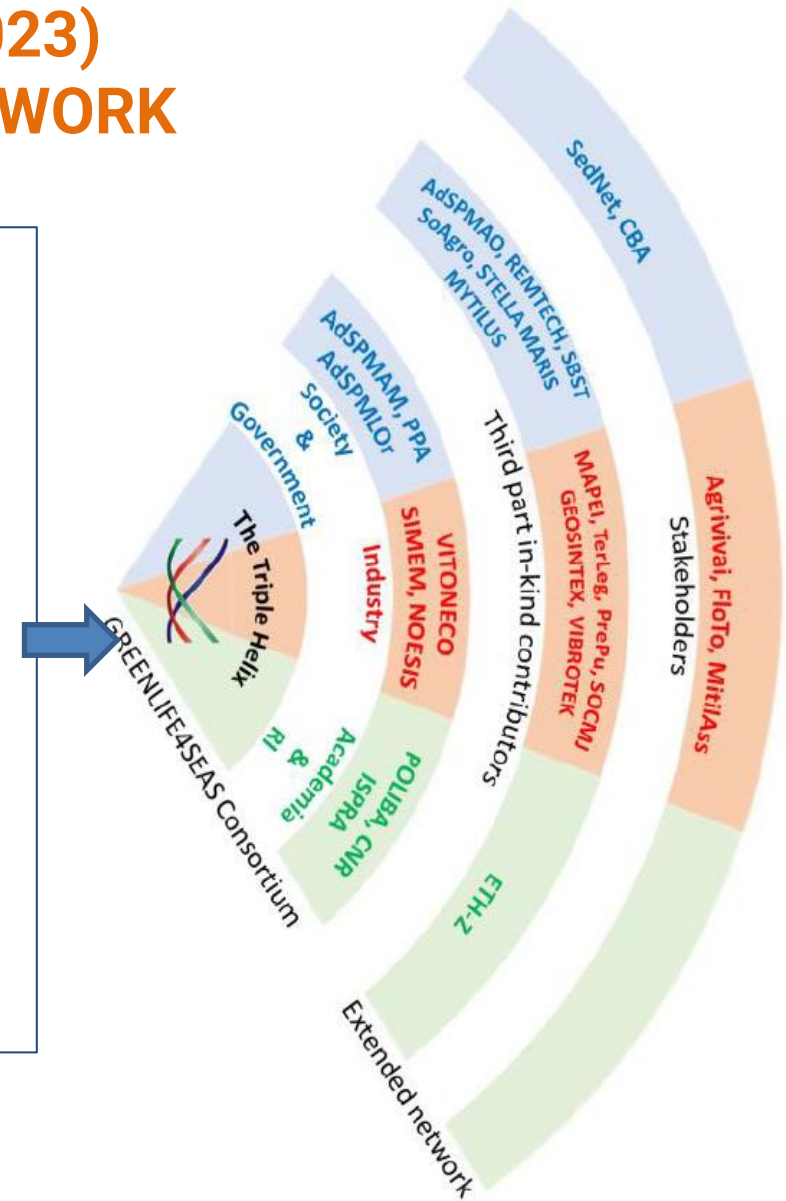 023)
WORK
SedNet, CBA
AdSPMAO, REMTECH, SBST
SoAgro, STELLA MARIS
MYTILUS
AdSPMAM, PPA
AdSPMLOr
Society
&
Government
The Triple Helix
Industry
VITONECO
SIMEM, NOESIS
Third part in-kind contributors
MAPEI, TerLeg, PrePu, SOCMJ
GEOSINTEX, VIBROTEK
Stakeholders
Agrivivai, FloTo, MitilAss
Academia
&
RI
POLIBA, CNR
ISPRA
ETH-Z
GREENLIFE4SEAS Consortium
Extended network